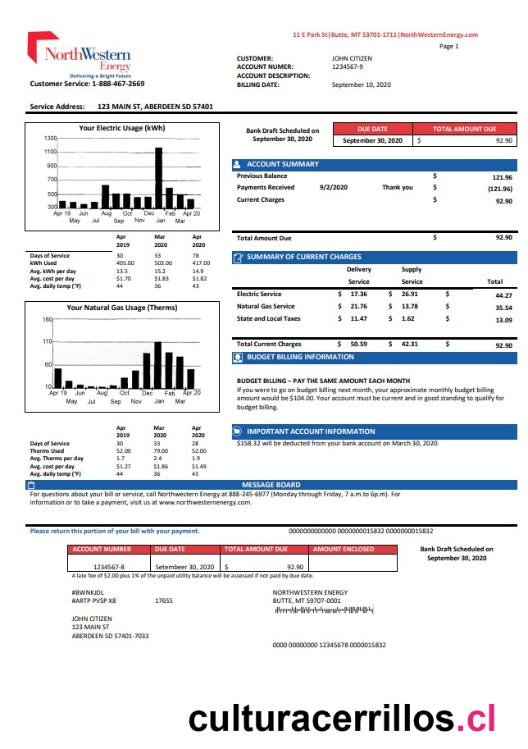 11 E Park St|Butte, MT 53701-1711|NorthWesternEnergy.com
Page 1
NorthWestern
Energy
Delivering a Bright Future
Customer Service: 1-888-467-2669
CUSTOMER: JOHN CITIZEN
ACCOUNT NUMER: 1234567-9
ACCOUNT DESCRIPTION:
BILLING DATE: September 10, 2020
Service Address: 123 MAIN ST, ABERDEEN SD 57401
Your Electric Usage (kWh)
1300
1100
900
700
500
300
Apr 19 Jun Aug Oct Dec Feb Apr 20
May Jul Sep Nov Jan Mar
Apr Mar Apr
2019 2020 2020
Days of Service 30 33 78
kWh Used 405.00 503.00 417.00
Avg. kWh per day 13.5 15.2 14.9
Avg. cost per day $1.70 $1.83 $1.82
Avg. daily temp (°F) 44 36 43
Your Natural Gas Usage (Therms)
160
110
60
10
Apr 19 Jun Aug Oct Dec Feb Apr 20
May Jul Sep Nov Jan Mar
Apr Mar Apr
2019 2020 2020
Days of Service 30 33 28
Therms Used 52.00 79.00 52.00
Avg. Therms per day 1.7 2.4 1.9
Avg. cost per day $1.27 $1.86 $1.49
Avg. daily temp (°F) 44 36 43
Bank Draft Scheduled on
September 30, 2020
DUE DATE TOTAL AMOUNT DUE
September 30, 2020 $ 92.90
ACCOUNT SUMMARY
Previous Balance $ 121.96
Payments Received 9/2/2020 Thank you $ (121.96)
Current Charges $ 92.90
Total Amount Due $ 92.90
SUMMARY OF CURRENT CHARGES
Delivery Supply
Service Service Total
Electric Service $ 17.36 $ 26.91 44.27
Natural Gas Service $ 21.76 $ 13.78 35.54
State and Local Taxes $ 11.47 $ 1.62 13.09
Total Current Charges $ 50.59 $ 42.31 92.90
BUDGET BILLING INFORMATION
BUDGET BILLING – PAY THE SAME AMOUNT EACH MONTH
If you were to go on budget billing next month, your approximate monthly budget billing
amount would be $104.00. Your account must be current and in good standing to qualify for
budget billing.
IMPORTANT ACCOUNT INFORMATION
$158.32 will be deducted from your bank account on March 30, 2020.
MESSAGE BOARD
For questions about your bill or service, call Northwestern Energy at 888-245-6977 (Monday through Friday, 7 a.m.to 6p.m). For
information or to take a payment, visit us at www.northwesternenergy.com.
Please return this portion of your bill with your payment. 000000000000 0000000015832 0000000015832
ACCOUNT NUMBER DUE DATE TOTAL AMOUNT DUE AMOUNT ENCLOSED
1234567-8 Setember 30, 2020 $ 92.90
Bank Draft Scheduled on
September 30, 2020
A late fee of $2.00 plus 1% of the unpaid utility balance will be assessed if not paid by due date.
#BWNKJDL
#ARTP PVSP X8 17655
JOHN CITIZEN
123 MAIN ST
ABERDEEN SD 57401-7033
NORTHWESTERN ENERGY
BUTTE, MT 59707-0001
0000 00000000 12345678 0000015832
culturacerrillos.cl